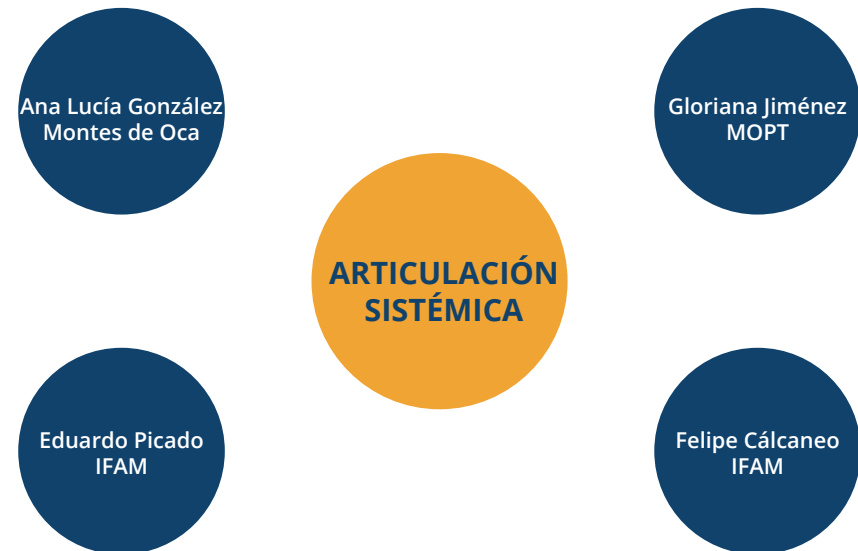 Ana Lucía González
Montes de Oca
Gloriana Jiménez
MOPT
ARTICULACIÓN
SISTÉMICA
Eduardo Picado
IFAM
Felipe Cálcaneo
IFAM